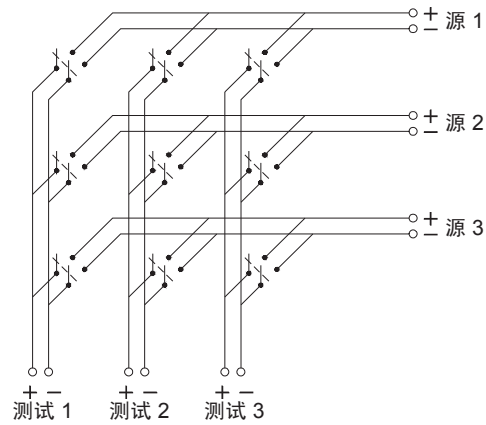 + 源 1
−
+ 源 2
−
+ 源 3
−
+ − + − + −
测试 1 测试 2 测试 3